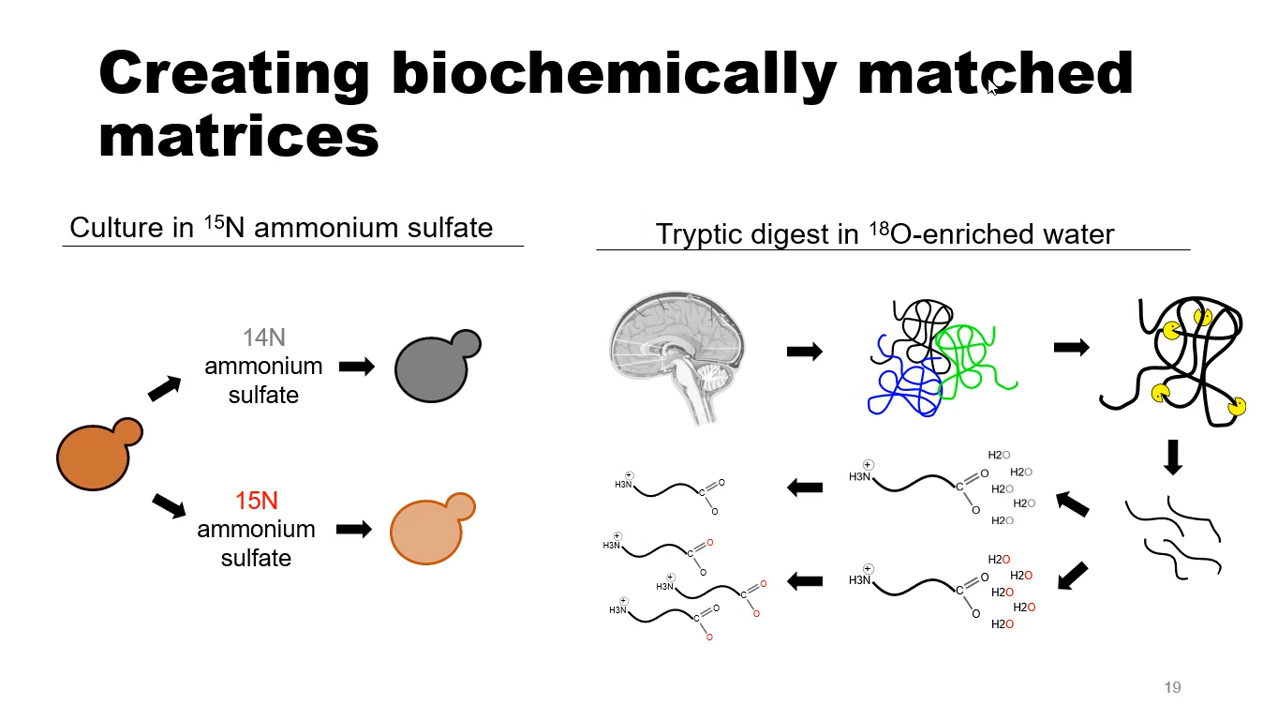 Creating biochemically matched
matrices
Culture in ¹⁵N ammonium sulfate
14N
ammonium
sulfate
15N
ammonium
sulfate
Tryptic digest in ¹⁸O-enriched water
H3N
+
C
O
O
H2O
H2O
H2O
H2O
H2O
H3N
+
C
O
O
H3N
+
C
O
O
H2O
H2O
H2O
H2O
H2O
H3N
+
C
O
O
H3N
+
C
O
O
H3N
+
C
O
O
19